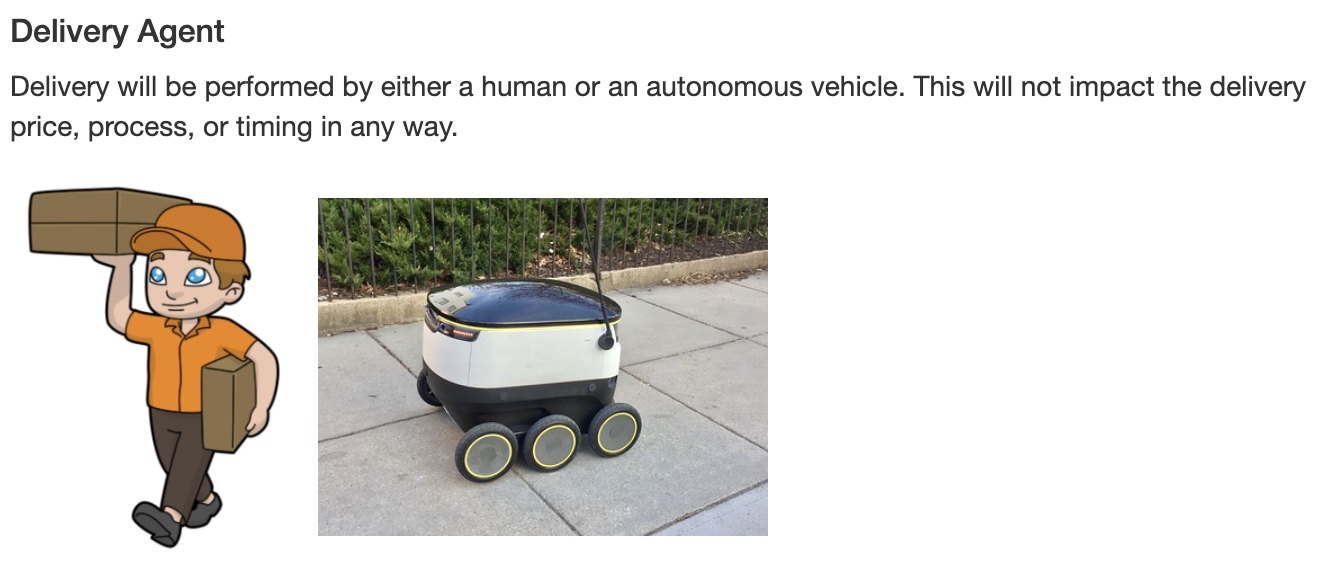 Delivery Agent
Delivery will be performed by either a human or an autonomous vehicle. This will not impact the delivery
price, process, or timing in any way.